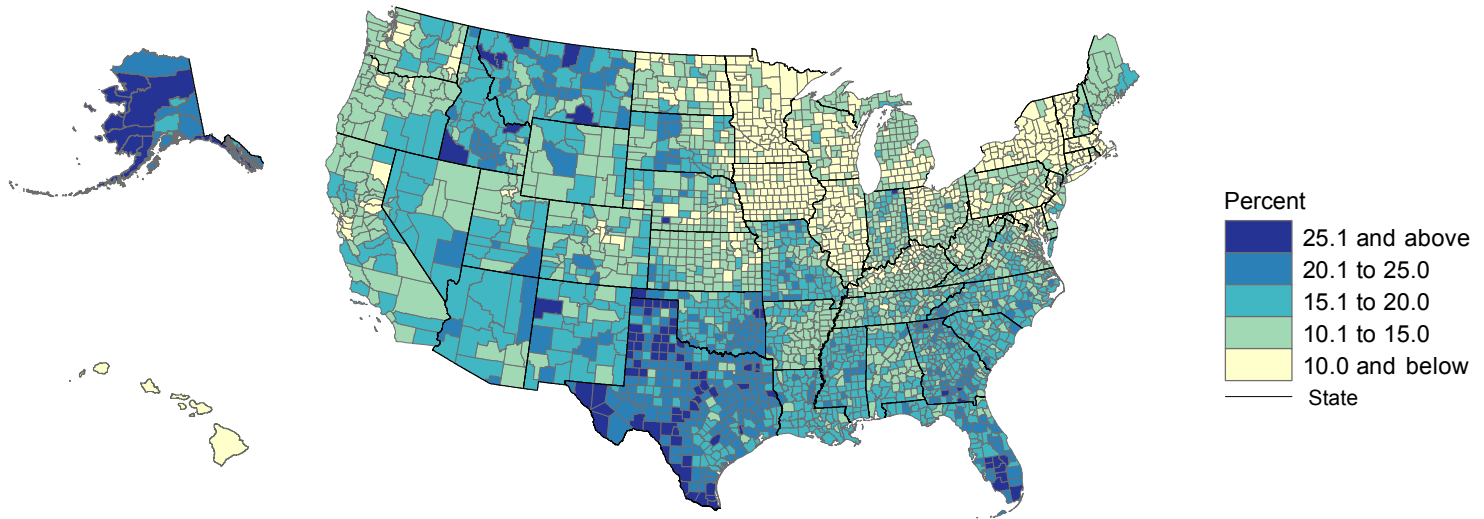 Percent
25.1 and above
20.1 to 25.0
15.1 to 20.0
10.1 to 15.0
10.0 and below
State